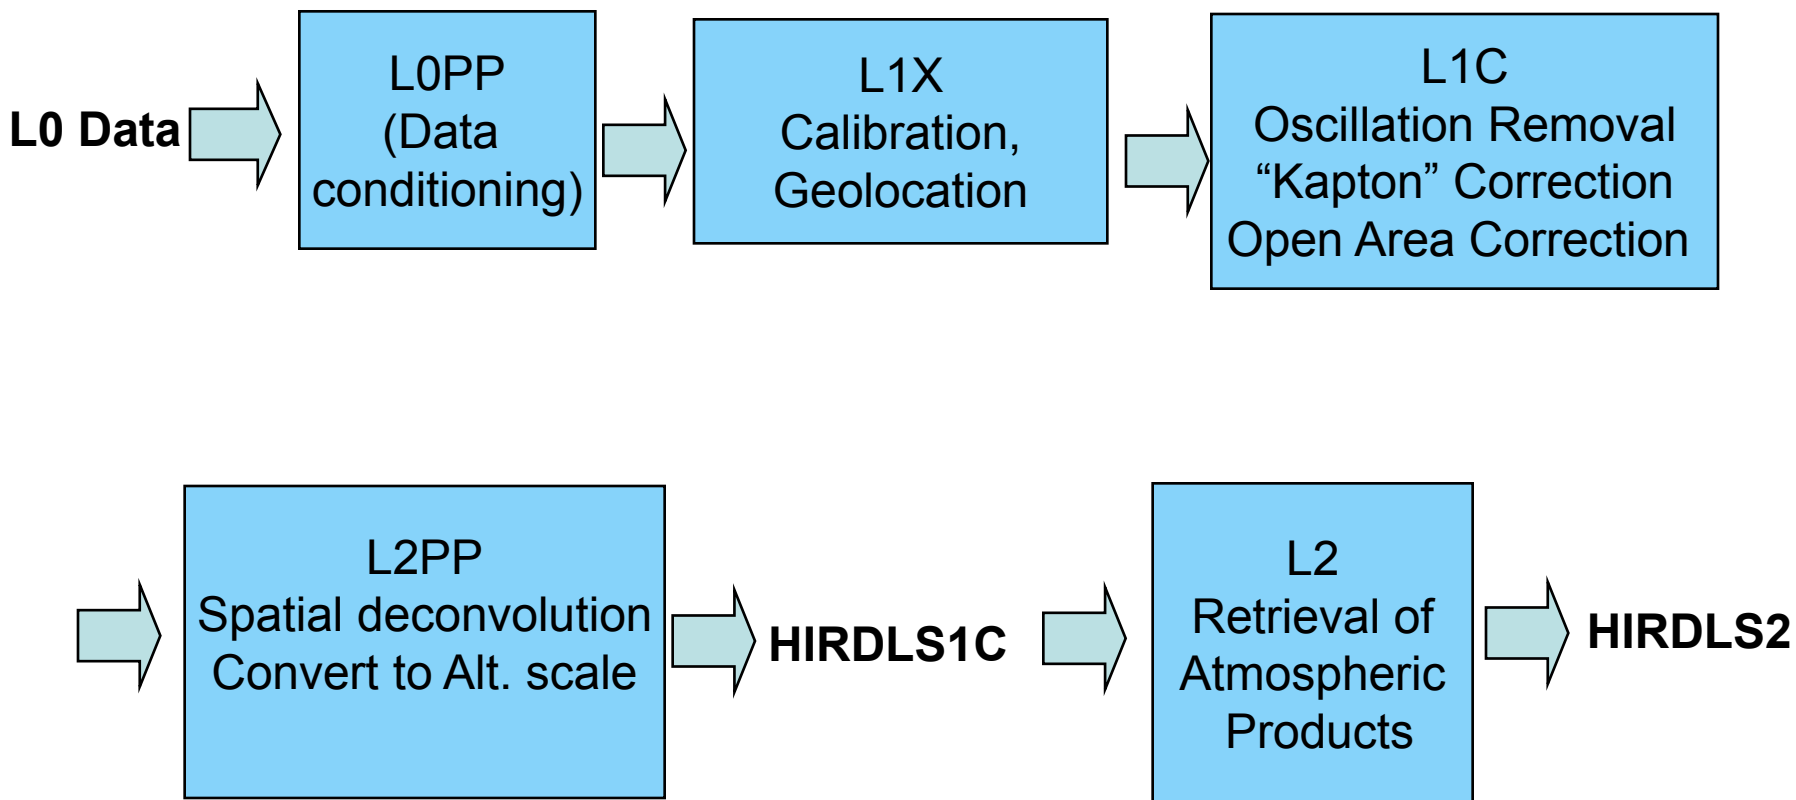 L0 Data
L0PP
(Data
conditioning)
L1X
Calibration,
Geolocation
L1C
Oscillation Removal
“Kapton” Correction
Open Area Correction
L2PP
Spatial deconvolution
Convert to Alt. scale
HIRDLS1C
L2
Retrieval of
Atmospheric
Products
HIRDLS2